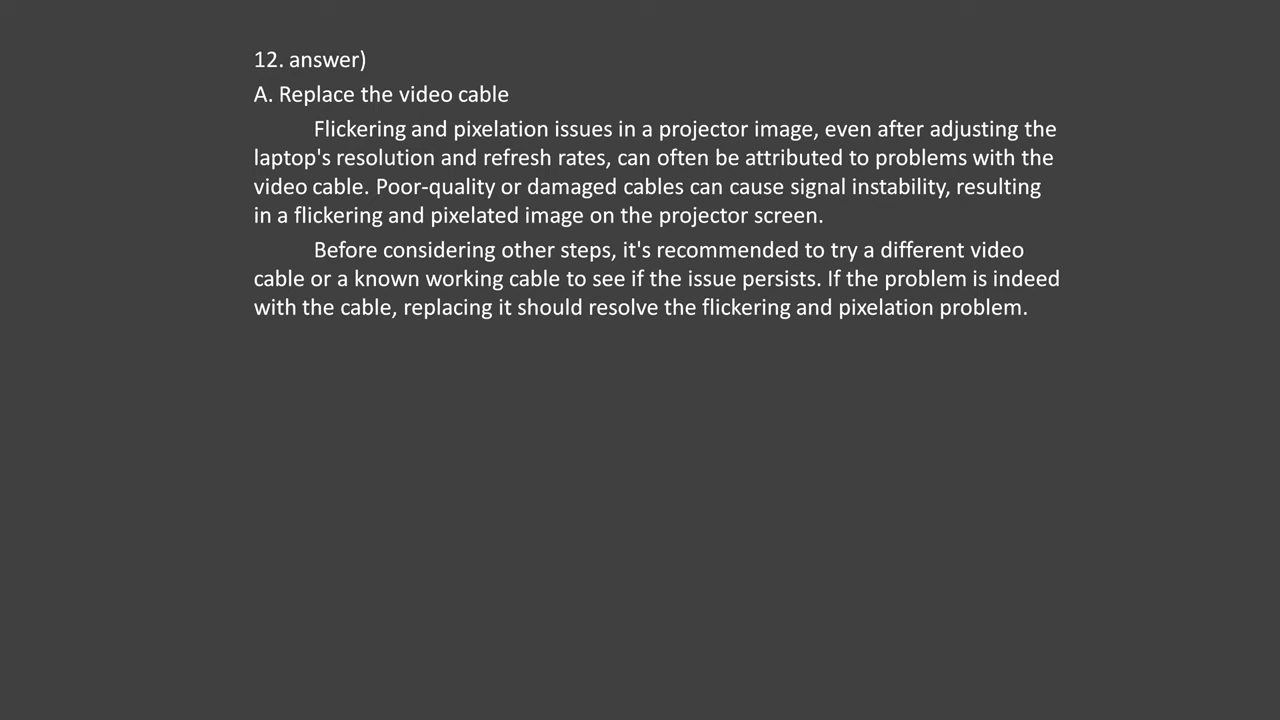 12. answer)
A. Replace the video cable
Flickering and pixelation issues in a projector image, even after adjusting the
laptop's resolution and refresh rates, can often be attributed to problems with the
video cable. Poor-quality or damaged cables can cause signal instability, resulting
in a flickering and pixelated image on the projector screen.
Before considering other steps, it's recommended to try a different video
cable or a known working cable to see if the issue persists. If the problem is indeed
with the cable, replacing it should resolve the flickering and pixelation problem.